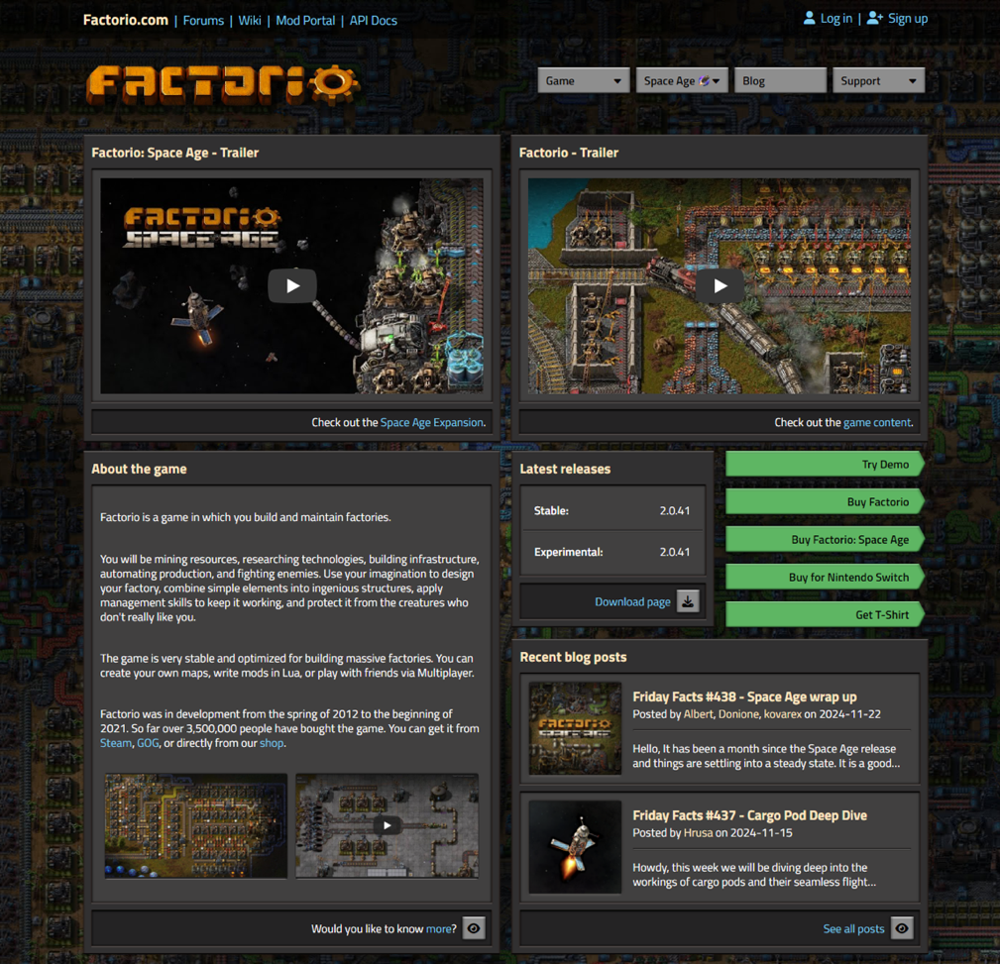 Factorio.com | Forums | Wiki | Mod Portal | API Docs
Log in | Sign up
FACTORIO
Game
Space Age
Blog
Support
Factorio: Space Age - Trailer
FACTORIO
SPACE AGE
Check out the Space Age Expansion.
Factorio - Trailer
Check out the game content.
About the game
Factorio is a game in which you build and maintain factories.
You will be mining resources, researching technologies, building infrastructure,
automating production, and fighting enemies. Use your imagination to design
your factory, combine simple elements into ingenious structures, apply
management skills to keep it working, and protect it from the creatures who
don't really like you.
The game is very stable and optimized for building massive factories. You can
create your own maps, write mods in Lua, or play with friends via Multiplayer.
Factorio was in development from the spring of 2012 to the beginning of
2021. So far over 3,500,000 people have bought the game. You can get it from
Steam, GOG, or directly from our shop.
Would you like to know more?
Latest releases
Stable: 2.0.41
Experimental: 2.0.41
Download page
Try Demo
Buy Factorio
Buy Factorio: Space Age
Buy for Nintendo Switch
Get T-Shirt
Recent blog posts
FACTORIO
SPACE AGE
Friday Facts #438 - Space Age wrap up
Posted by Albert, Donione, kovarex on 2024-11-22
Hello, It has been a month since the Space Age release
and things are settling into a steady state. It is a good...
Friday Facts #437 - Cargo Pod Deep Dive
Posted by Hrusa on 2024-11-15
Howdy, this week we will be diving deep into the
workings of cargo pods and their seamless flight...
See all posts